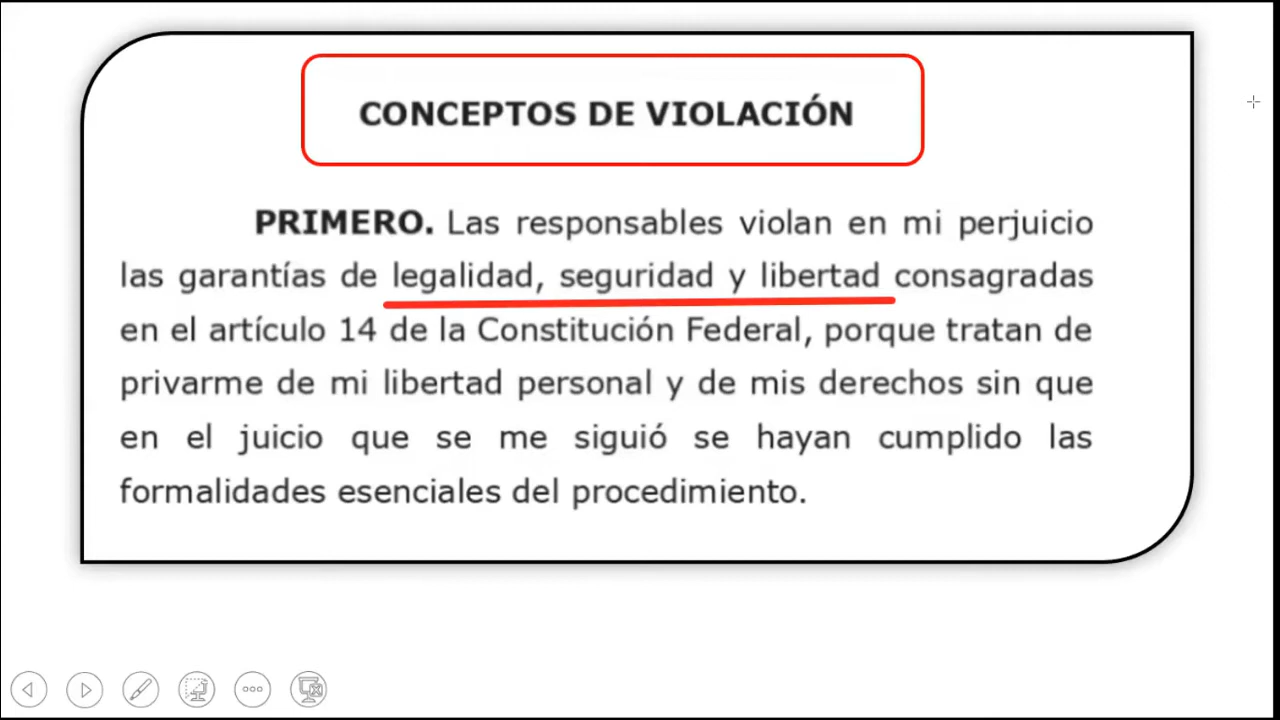 CONCEPTOS DE VIOLACIÓN
PRIMERO. Las responsables violan en mi perjuicio
las garantías de legalidad, seguridad y libertad consagradas
en el artículo 14 de la Constitución Federal, porque tratan de
privarme de mi libertad personal y de mis derechos sin que
en el juicio que se me siguió se hayan cumplido las
formalidades esenciales del procedimiento.